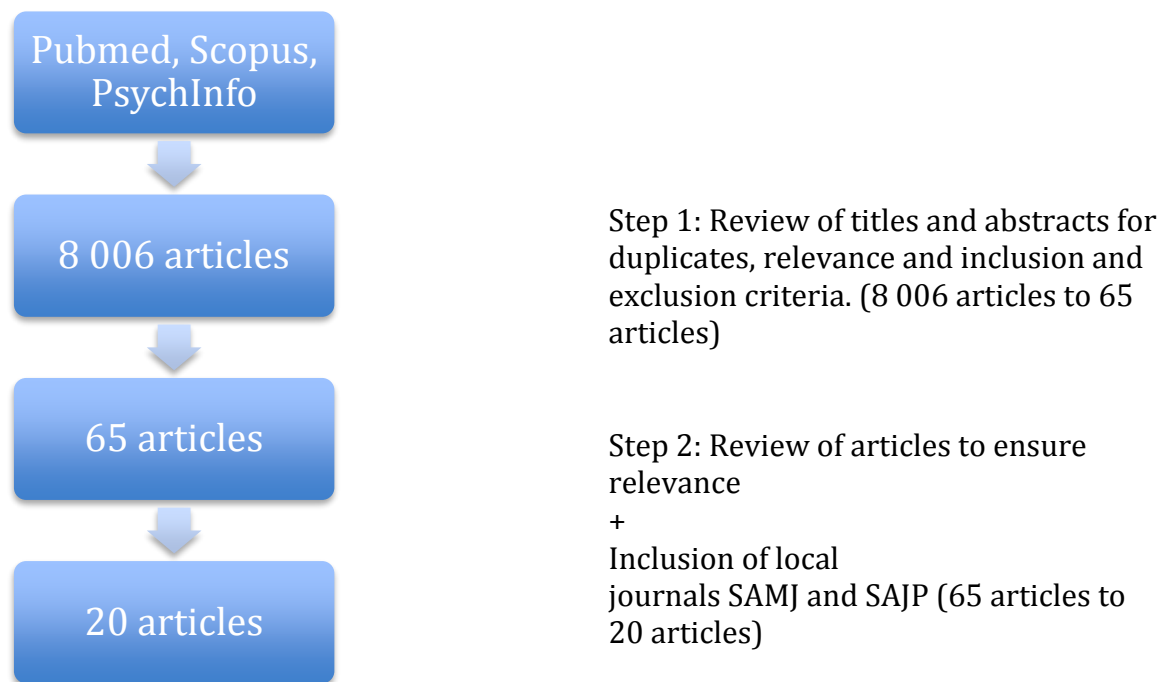 Pubmed, Scopus,
PsychInfo
8 006 articles
Step 1: Review of titles and abstracts for
duplicates, relevance and inclusion and
exclusion criteria. (8 006 articles to 65
articles)
65 articles
Step 2: Review of articles to ensure
relevance
+
Inclusion of local
journals SAMJ and SAJP (65 articles to
20 articles)
20 articles